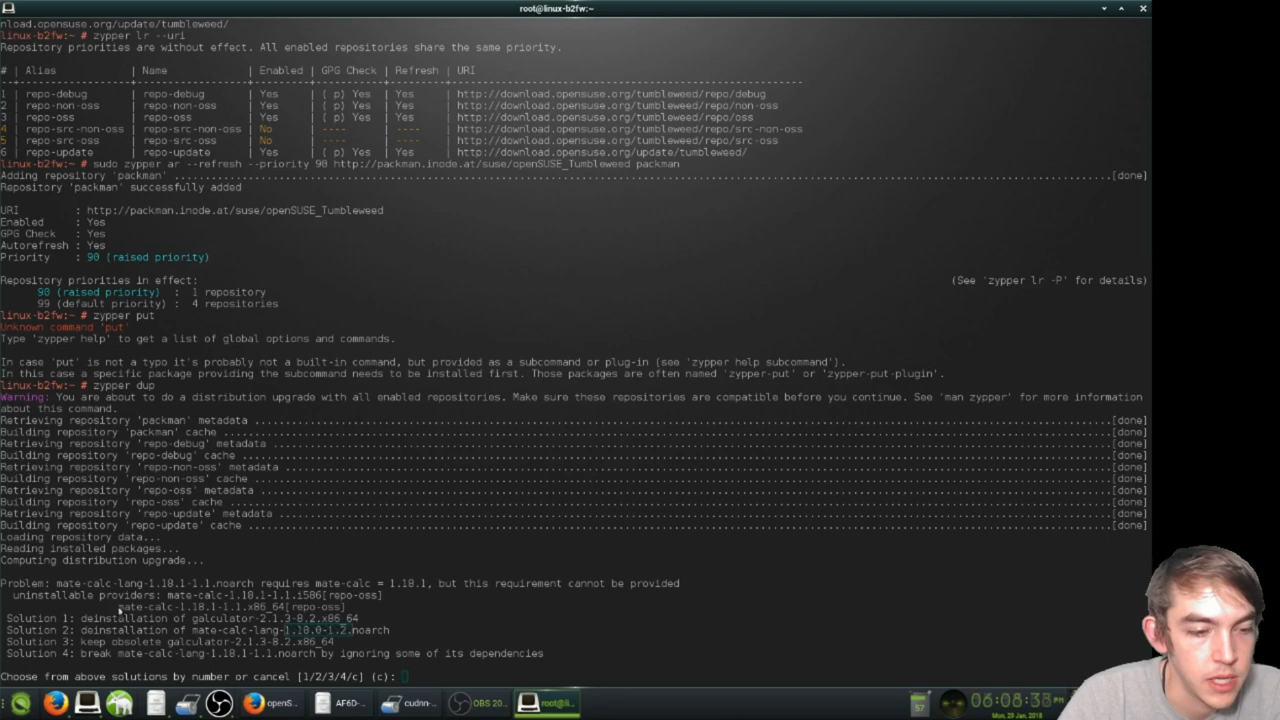 root@linux-b2fw:~
nload.opensuse.org/update/tumbleweed/
linux-b2fw:~ # zypper lr --uri
Repository priorities are without effect. All enabled repositories share the same priority.
# | Alias | Name | Enabled | GPG Check | Refresh | URI
1 | repo-debug | repo-debug | Yes | ( p) Yes | Yes | http://download.opensuse.org/tumbleweed/repo/debug
2 | repo-non-oss | repo-non-oss | Yes | ( p) Yes | Yes | http://download.opensuse.org/tumbleweed/repo/non-oss
3 | repo-oss | repo-oss | Yes | ( p) Yes | Yes | http://download.opensuse.org/tumbleweed/repo/oss
4 | repo-src-non-oss | repo-src-non-oss | No | ---- | ---- | http://download.opensuse.org/tumbleweed/repo/src-non-oss
5 | repo-src-oss | repo-src-oss | No | ---- | ---- | http://download.opensuse.org/tumbleweed/repo/src-oss
6 | repo-update | repo-update | Yes | ( p) Yes | Yes | http://download.opensuse.org/update/tumbleweed/
linux-b2fw:~ # sudo zypper ar --refresh --priority 90 http://packman.inode.at/suse/openSUSE_Tumbleweed packman
Adding repository 'packman' ........................................[done]
Repository 'packman' successfully added
URI : http://packman.inode.at/suse/openSUSE_Tumbleweed
Enabled : Yes
GPG Check : Yes
Autorefresh : Yes
Priority : 90 (raised priority)
Repository priorities in effect: (See 'zypper lr -P' for details)
90 (raised priority) : 1 repository
99 (default priority) : 4 repositories
linux-b2fw:~ # zypper put
Unknown command 'put'
Type 'zypper help' to get a list of global options and commands.
In case 'put' is not a typo it's probably not a built-in command, but provided as a subcommand or plug-in (see 'zypper help subcommand').
In this case a specific package providing the subcommand needs to be installed first. Those packages are often named 'zypper-put' or 'zypper-put-plugin'.
linux-b2fw:~ # zypper dup
Warning: You are about to do a distribution upgrade with all enabled repositories. Make sure these repositories are compatible before you continue. See 'man zypper' for more information
about this command.
Retrieving repository 'packman' metadata ........................................[done]
Building repository 'packman' cache ........................................[done]
Retrieving repository 'repo-debug' metadata ........................................[done]
Building repository 'repo-debug' cache ........................................[done]
Retrieving repository 'repo-non-oss' metadata ........................................[done]
Building repository 'repo-non-oss' cache ........................................[done]
Retrieving repository 'repo-oss' metadata ........................................[done]
Building repository 'repo-oss' cache ........................................[done]
Retrieving repository 'repo-update' metadata ........................................[done]
Building repository 'repo-update' cache ........................................[done]
Loading repository data...
Reading installed packages...
Computing distribution upgrade...
Problem: mate-calc-lang-1.18.1-1.1.noarch requires mate-calc = 1.18.1, but this requirement cannot be provided
uninstallable providers: mate-calc-1.18.1-1.1.i586[repo-oss]
mate-calc-1.18.1-1.1.x86_64[repo-oss]
Solution 1: deinstallation of galculator-2.1.3-8.2.x86_64
Solution 2: deinstallation of mate-calc-lang-1.18.0-1.2.noarch
Solution 3: keep obsolete galculator-2.1.3-8.2.x86_64
Solution 4: break mate-calc-lang-1.18.1-1.1.noarch by ignoring some of its dependencies
Choose from above solutions by number or cancel [1/2/3/4/c] (c):
openS...
AF6D-...
cudnn-...
OBS 20...
root@li...
57
06:08:38 PM
Mon, 29 Jan, 2018